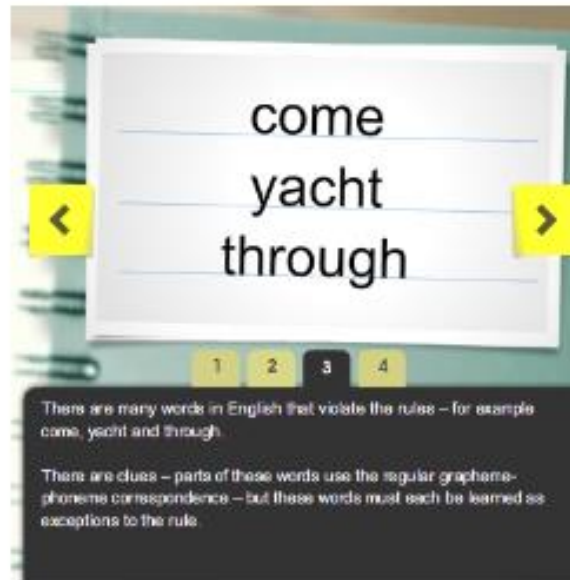 come
yacht
through
1 2 3 4
There are many words in English that violate the rules – for example
come, yacht and through.
There are clues – parts of these words use the regular grapheme-
phoneme correspondence – but these words must each be learned as
exceptions to the rule.